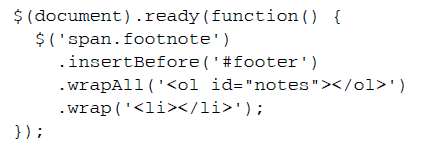 $(document).ready(function() {
  $('span.footnote')
    .insertBefore('#footer')
    .wrapAll('<ol id="notes"></ol>')
    .wrap('<li></li>');
});